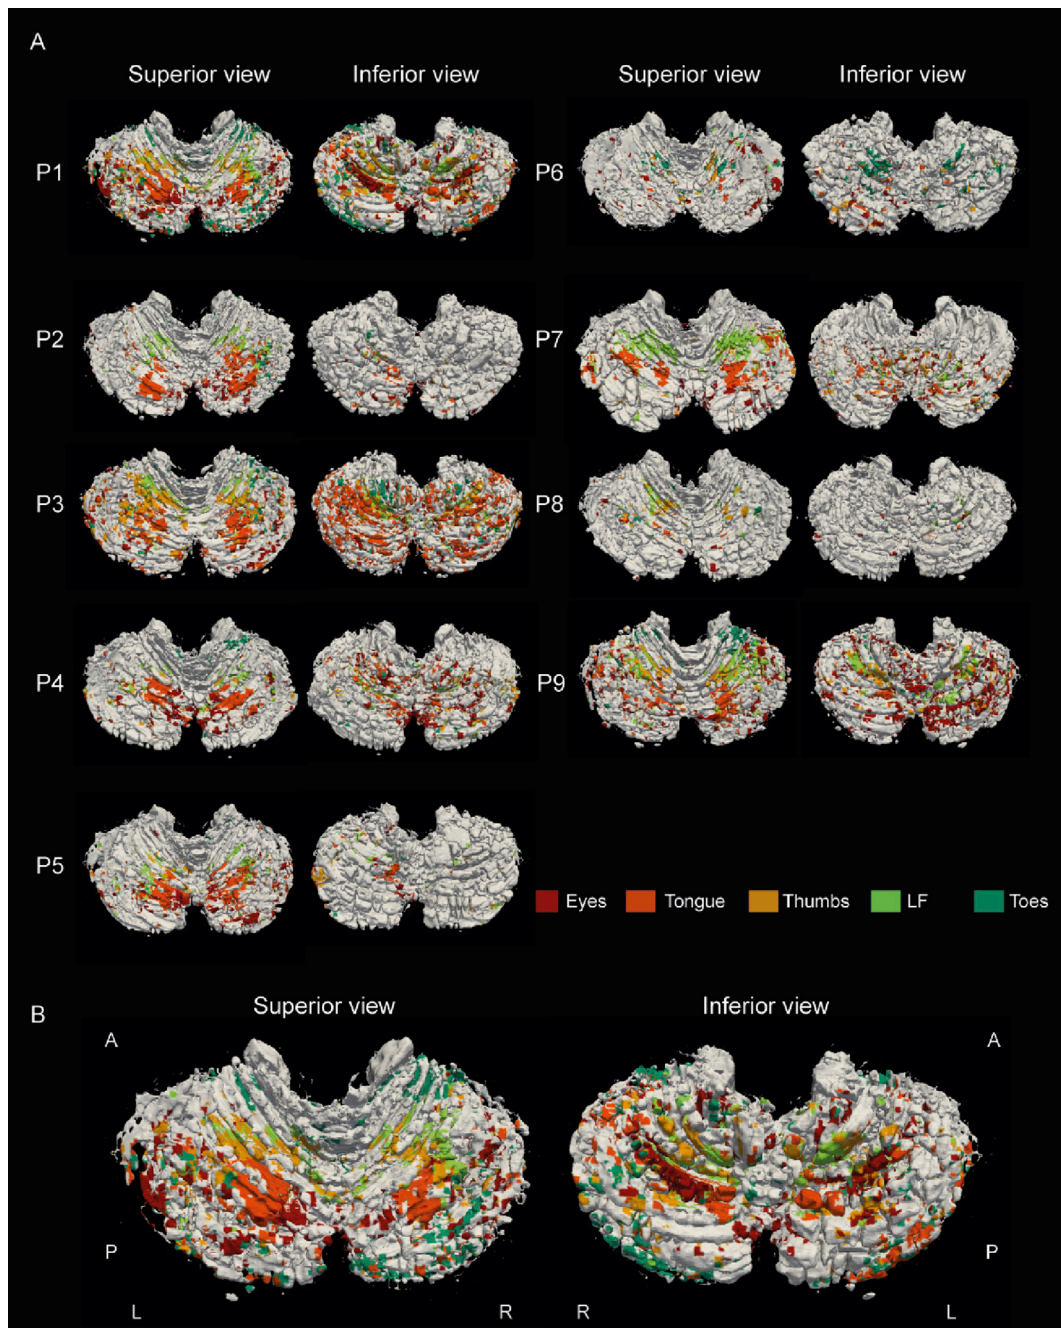 A
Superior view Inferior view Superior view Inferior view
P1 P6
P2 P7
P3 P8
P4 P9
P5
Eyes Tongue Thumbs LF Toes
B
Superior view Inferior view
A A
P P
L R R L